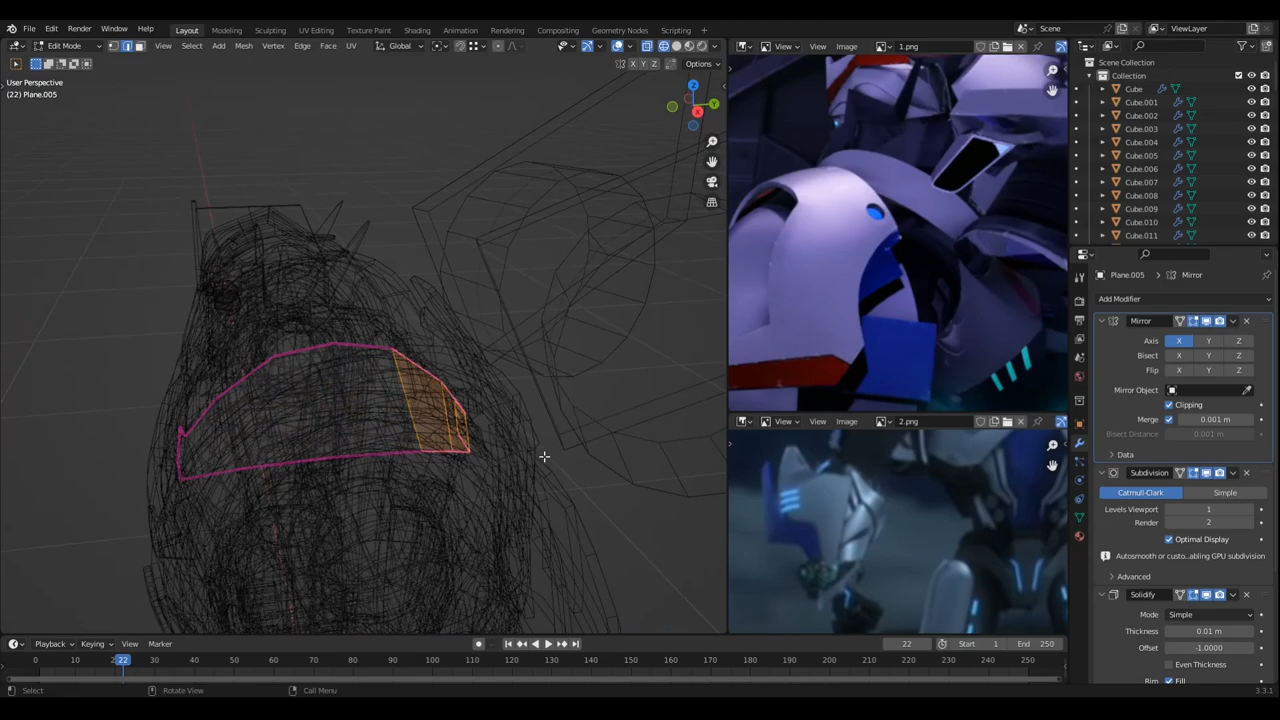 File Edit Render Window Help Layout Modeling Sculpting UV Editing Texture Paint Shading Animation Rendering Compositing Geometry Nodes Scripting Scene ViewLayer
Edit Mode View Select Add Mesh Vertex Edge Face UV Global View View Image 1.png
X Y Z Options
User Perspective
(22) Plane.005
Z
Y
X
View View Image 2.png
Scene Collection
Collection
Cube
Cube.001
Cube.002
Cube.003
Cube.004
Cube.005
Cube.006
Cube.007
Cube.008
Cube.009
Cube.010
Cube.011
Plane.005 > Mirror
Add Modifier
Mirror
Axis X Y Z
Bisect X Y Z
Flip X Y Z
Mirror Object
Clipping
Merge 0.001 m
Bisect Distance 0.001 m
Data
Subdivision
Catmull-Clark Simple
Levels Viewport 1
Render 2
Optimal Display
Autosmooth or custo...abling GPU subdivision
Advanced
Solidify
Mode Simple
Thickness 0.01 m
Offset -1.0000
Even Thickness
Rim Fill
Playback Keying View Marker 22 Start 1 End 250
0 22 30 40 50 60 70 80 90 100 110 120 130 140 150 160 170 180 190 200 210 220 230 240 250
Select Rotate View Call Menu 3.3.1